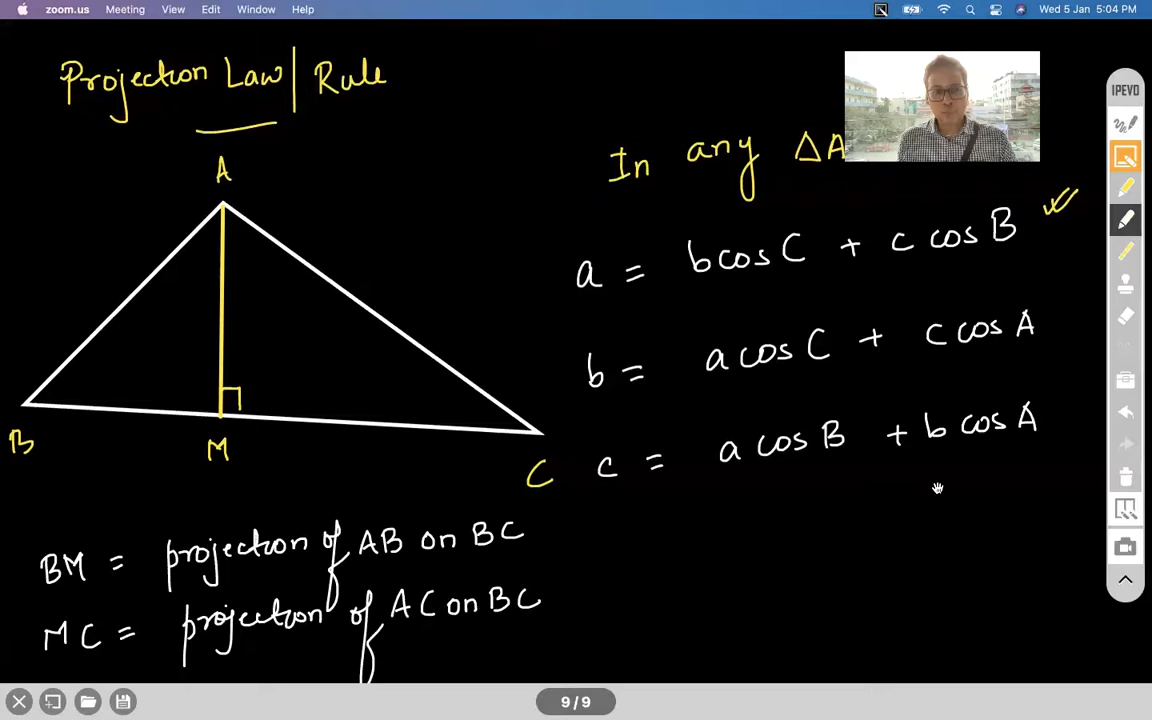 zoom.us Meeting View Edit Window Help Wed 5 Jan 5:04 PM
Projection Law | Rule
IPEVO
In any ΔA
A
a = b cos C + c cos B
b = a cos C + c cos A
c = a cos B + b cos A
B
M
C
BM = projection of AB on BC
MC = projection of AC on BC
9 / 9